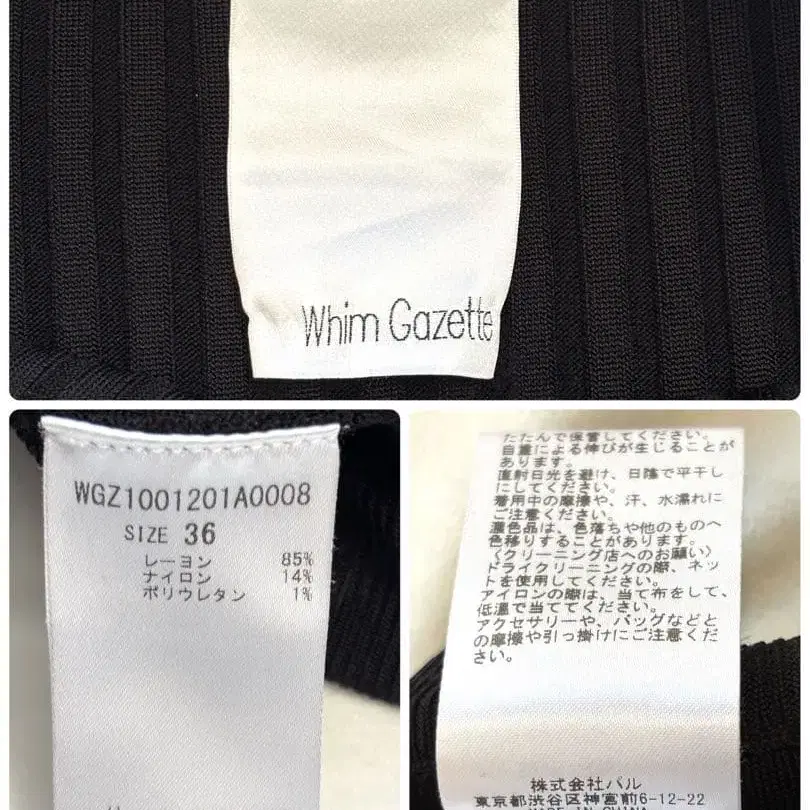 Whim Gazette
WGZ1001201A0008
SIZE 36
レーヨン 85%
ナイロン 14%
ポリウレタン 1%
たたんで保管してください。
自重による伸びが生じることが
あります。
直射日光を避け、日陰で平干し
にしてください。
着用中の摩擦や、汗、水濡れに
ご注意ください。
濃色品は、色落ちや他のものへ
色移りすることがあります。
〈クリーニング店へのお願い〉
ドライクリーニングの際、ネッ
トを使用してください。
アイロンの際は、当て布をして、
低温で当ててください。
アクセサリーや、バッグなどと
の摩擦や引っ掛けにご注意くだ
さい。
株式会社パル
東京都渋谷区神宮前6-12-22
MADE IN CHINA